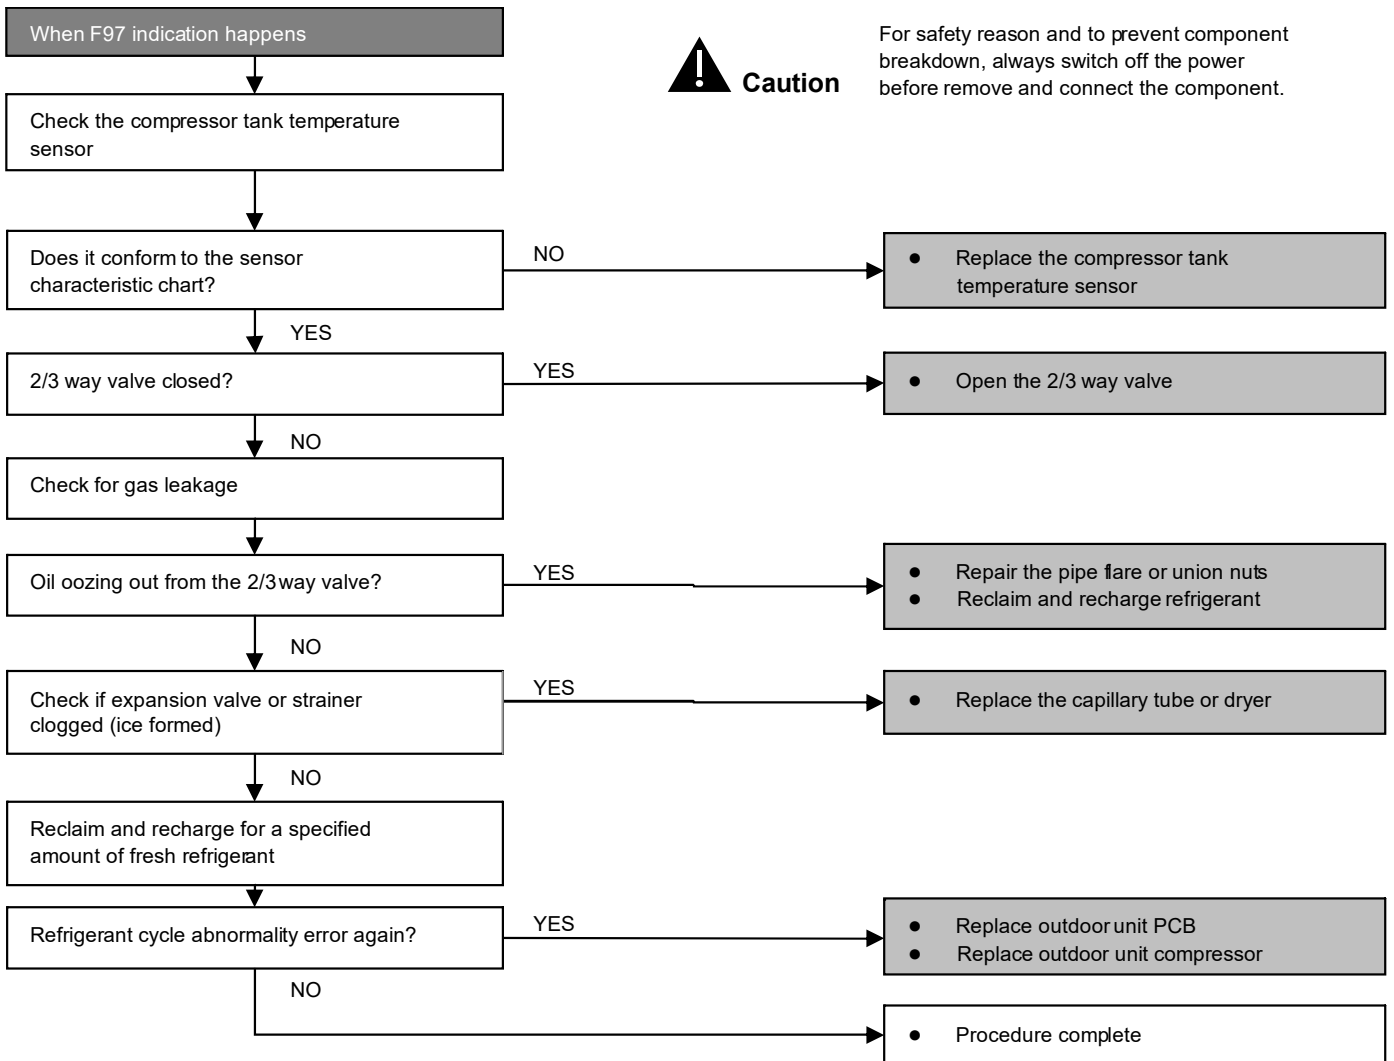 When F97 indication happens
Caution
For safety reason and to prevent component
breakdown, always switch off the power
before remove and connect the component.
Check the compressor tank temperature
sensor
Does it conform to the sensor
characteristic chart?
NO
● Replace the compressor tank
temperature sensor
YES
2/3 way valve closed?
YES
● Open the 2/3 way valve
NO
Check for gas leakage
Oil oozing out from the 2/3 way valve?
YES
● Repair the pipe flare or union nuts
● Reclaim and recharge refrigerant
NO
Check if expansion valve or strainer
clogged (ice formed)
YES
● Replace the capillary tube or dryer
NO
Reclaim and recharge for a specified
amount of fresh refrigerant
Refrigerant cycle abnormality error again?
YES
● Replace outdoor unit PCB
● Replace outdoor unit compressor
NO
● Procedure complete